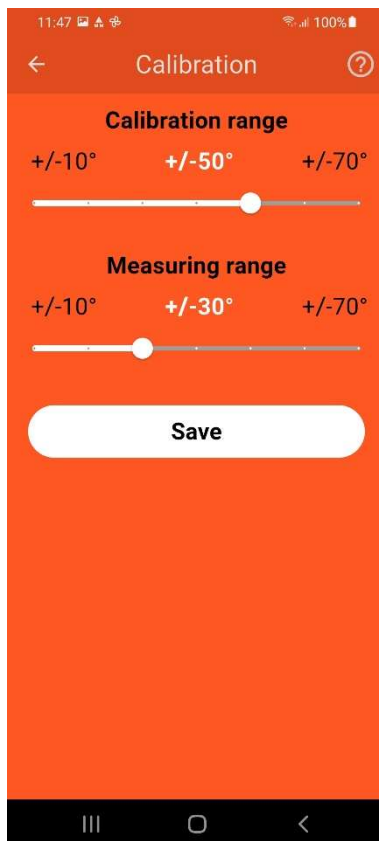 11:47 100%
Calibration
Calibration range
+/-10° +/-50° +/-70°
Measuring range
+/-10° +/-30° +/-70°
Save